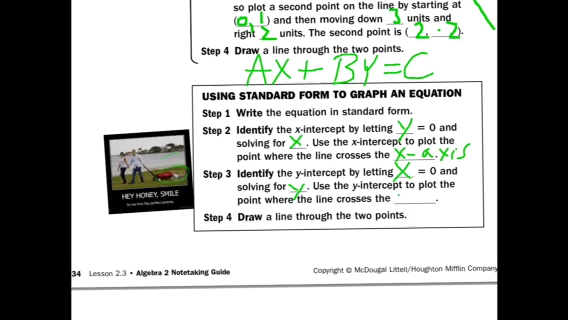 so plot a second point on the line by starting at
(0, 1) and then moving down 3 units and
right 2 units. The second point is (2, -2).
Step 4 Draw a line through the two points.
AX + BY = C
USING STANDARD FORM TO GRAPH AN EQUATION
Step 1 Write the equation in standard form.
Step 2 Identify the x-intercept by letting y = 0 and
solving for x. Use the x-intercept to plot the
point where the line crosses the x-axis
Step 3 Identify the y-intercept by letting x = 0 and
solving for y. Use the y-intercept to plot the
point where the line crosses the ______.
Step 4 Draw a line through the two points.
HEY HONEY, SMILE
34 Lesson 2.3 • Algebra 2 Notetaking Guide
Copyright © McDougal Littell/Houghton Mifflin Company